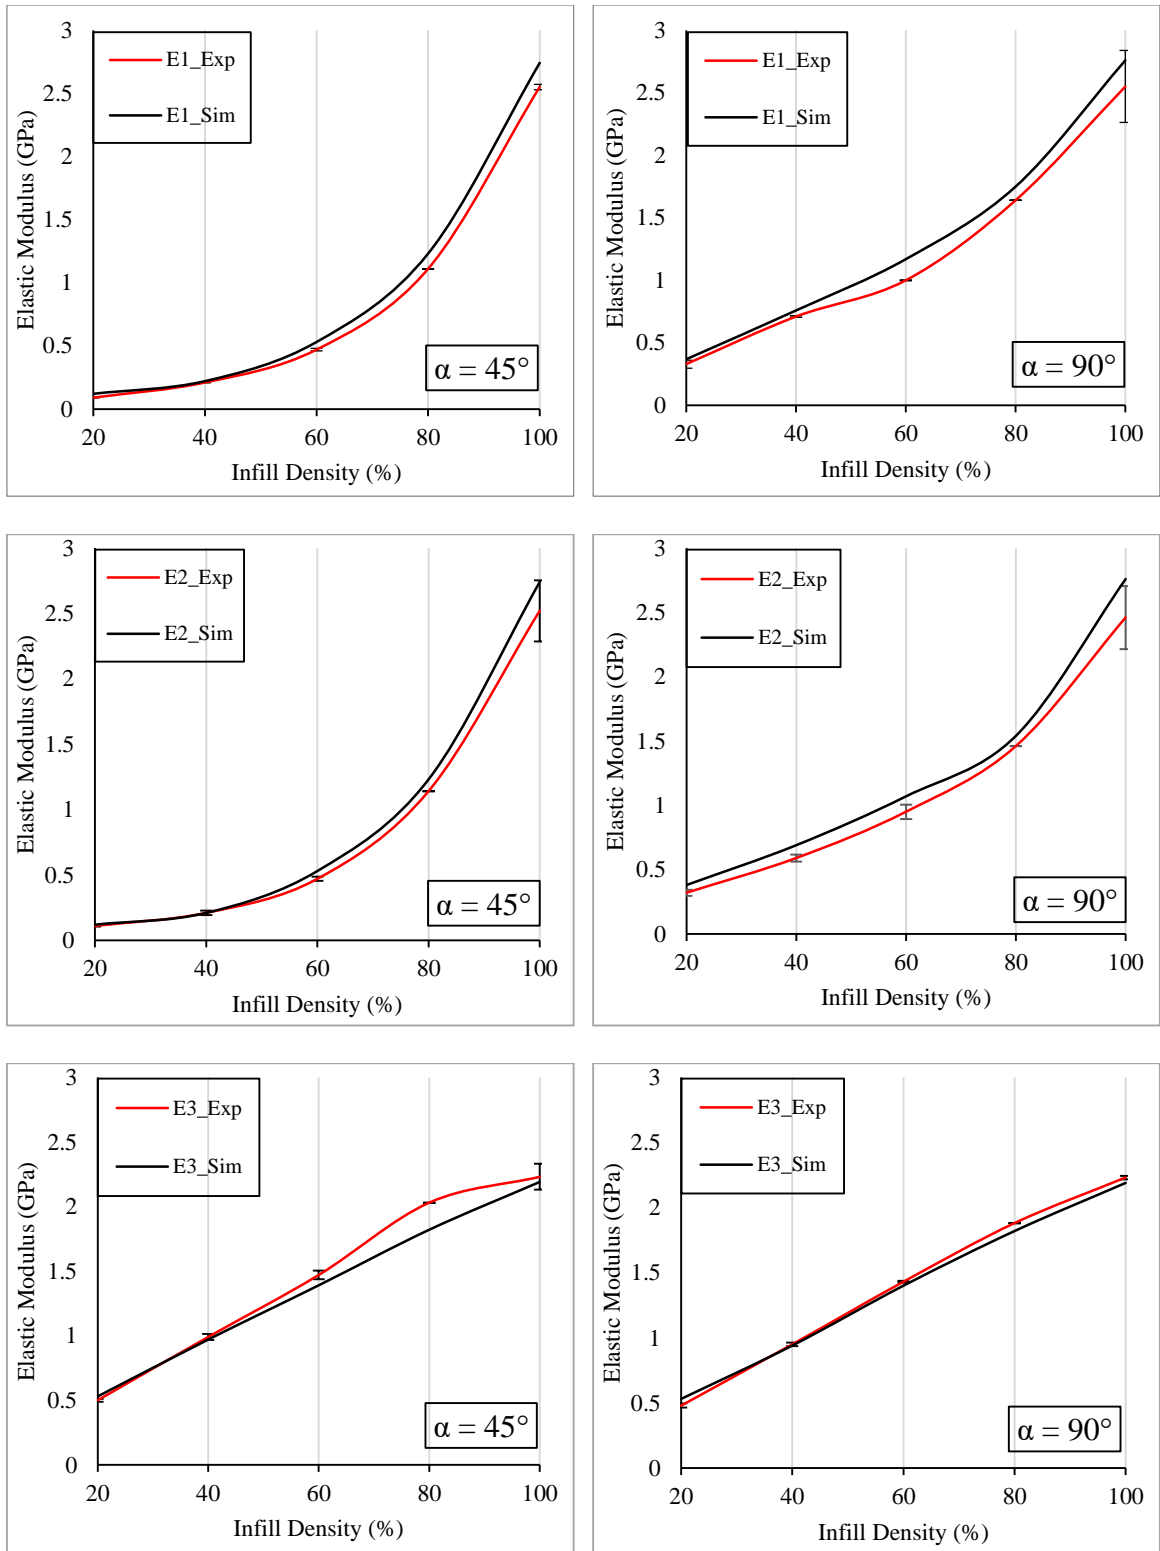 3
2.5
2
1.5
1
0.5
0
Elastic Modulus (GPa)
E1_Exp
E1_Sim
α = 45°
20 40 60 80 100
Infill Density (%)
3
2.5
2
1.5
1
0.5
0
Elastic Modulus (GPa)
E1_Exp
E1_Sim
α = 90°
20 40 60 80 100
Infill Density (%)
3
2.5
2
1.5
1
0.5
0
Elastic Modulus (GPa)
E2_Exp
E2_Sim
α = 45°
20 40 60 80 100
Infill Density (%)
3
2.5
2
1.5
1
0.5
0
Elastic Modulus (GPa)
E2_Exp
E2_Sim
α = 90°
20 40 60 80 100
Infill Density (%)
3
2.5
2
1.5
1
0.5
0
Elastic Modulus (GPa)
E3_Exp
E3_Sim
α = 45°
20 40 60 80 100
Infill Density (%)
3
2.5
2
1.5
1
0.5
0
Elastic Modulus (GPa)
E3_Exp
E3_Sim
α = 90°
20 40 60 80 100
Infill Density (%)